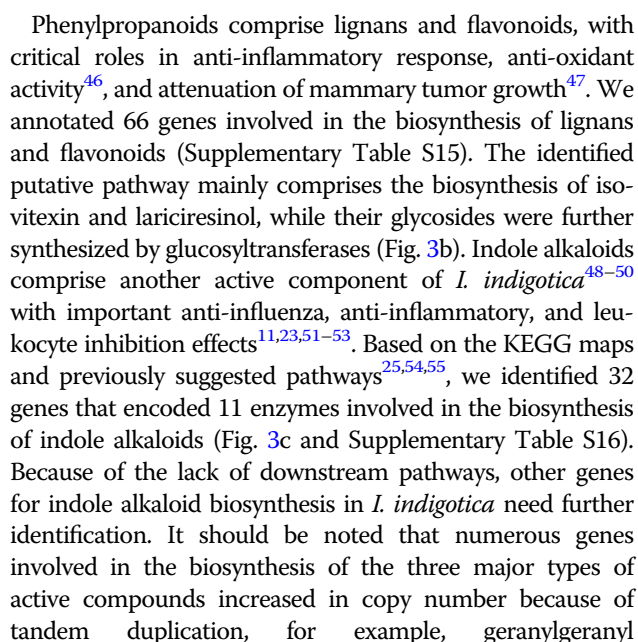 Phenylpropanoids comprise lignans and flavonoids, with
critical roles in anti-inflammatory response, anti-oxidant
activity46, and attenuation of mammary tumor growth47. We
annotated 66 genes involved in the biosynthesis of lignans
and flavonoids (Supplementary Table S15). The identified
putative pathway mainly comprises the biosynthesis of iso-
vitexin and lariciresinol, while their glycosides were further
synthesized by glucosyltransferases (Fig. 3b). Indole alkaloids
comprise another active component of I. indigotica48–50
with important anti-influenza, anti-inflammatory, and leu-
kocyte inhibition effects11,23,51–53. Based on the KEGG maps
and previously suggested pathways25,54,55, we identified 32
genes that encoded 11 enzymes involved in the biosynthesis
of indole alkaloids (Fig. 3c and Supplementary Table S16).
Because of the lack of downstream pathways, other genes
for indole alkaloid biosynthesis in I. indigotica need further
identification. It should be noted that numerous genes
involved in the biosynthesis of the three major types of
active compounds increased in copy number because of
tandem duplication, for example, geranylgeranyl